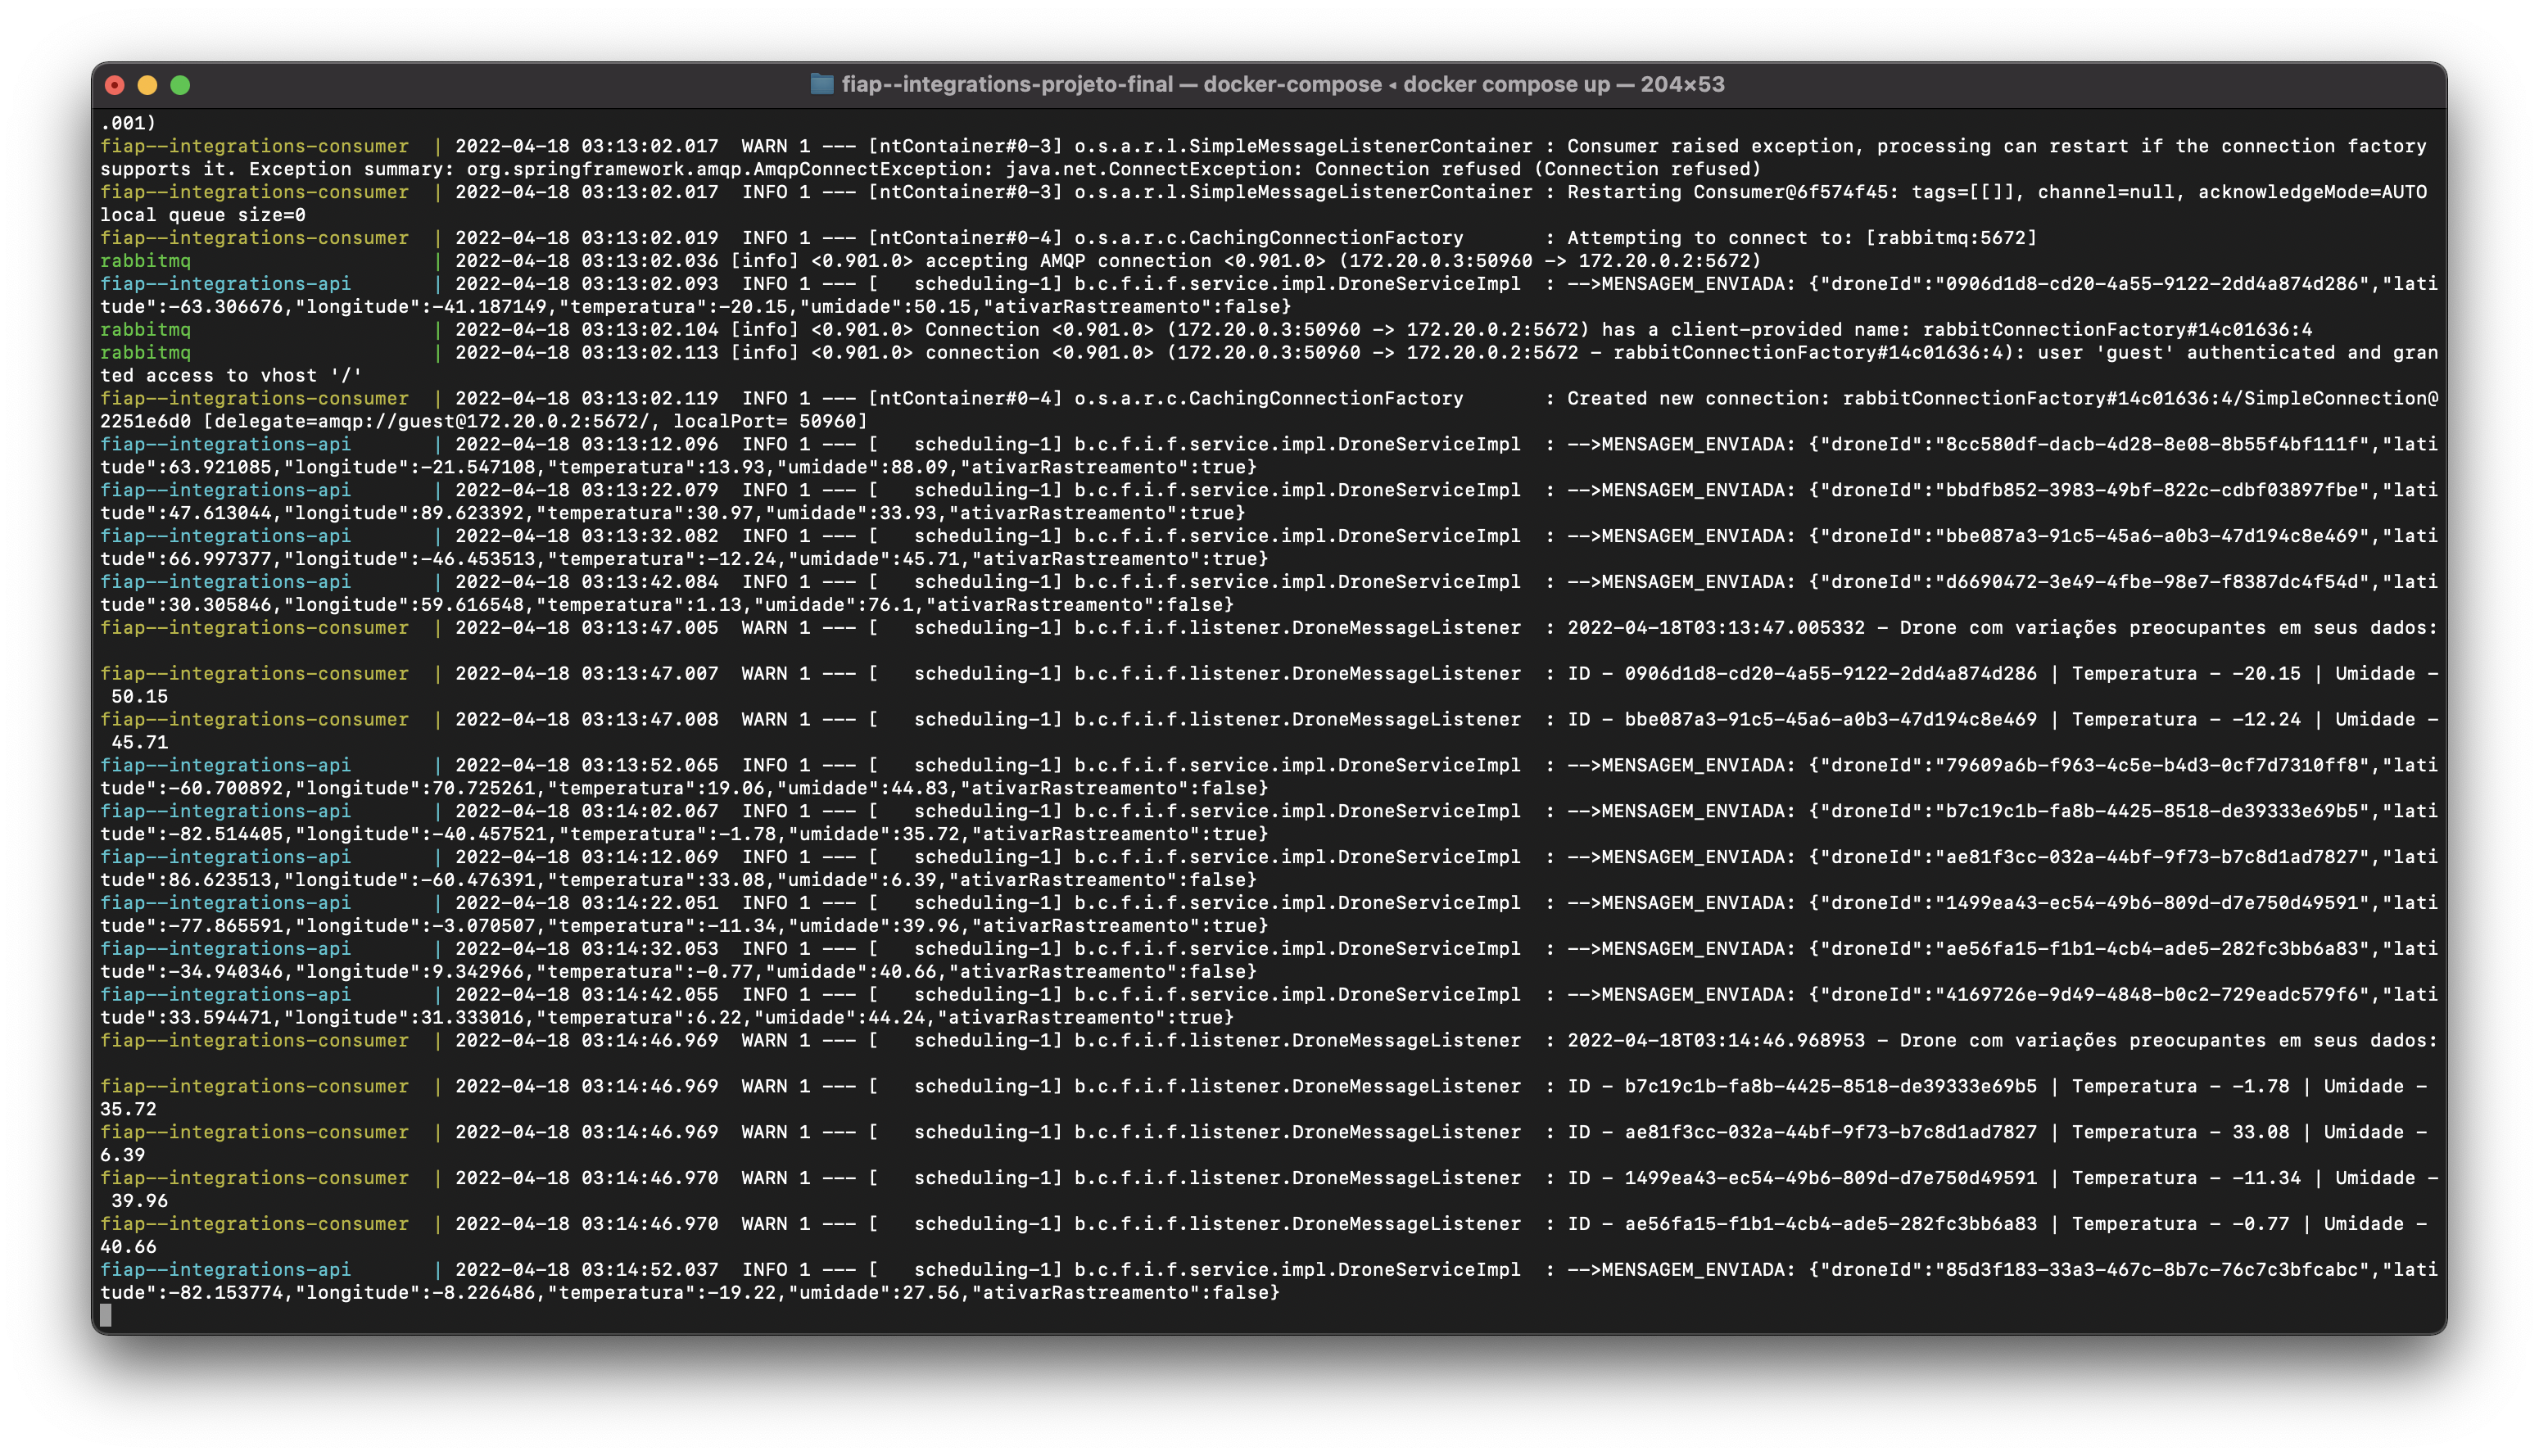 fiap--integrations-projeto-final — docker-compose ◂ docker compose up — 204×53
.001)
fiap--integrations-consumer  | 2022-04-18 03:13:02.017  WARN 1 --- [ntContainer#0-3] o.s.a.r.l.SimpleMessageListenerContainer : Consumer raised exception, processing can restart if the connection factory
supports it. Exception summary: org.springframework.amqp.AmqpConnectException: java.net.ConnectException: Connection refused (Connection refused)
fiap--integrations-consumer  | 2022-04-18 03:13:02.017  INFO 1 --- [ntContainer#0-3] o.s.a.r.l.SimpleMessageListenerContainer : Restarting Consumer@6f574f45: tags=[[]], channel=null, acknowledgeMode=AUTO
local queue size=0
fiap--integrations-consumer  | 2022-04-18 03:13:02.019  INFO 1 --- [ntContainer#0-4] o.s.a.r.c.CachingConnectionFactory       : Attempting to connect to: [rabbitmq:5672]
rabbitmq                     | 2022-04-18 03:13:02.036 [info] <0.901.0> accepting AMQP connection <0.901.0> (172.20.0.3:50960 -> 172.20.0.2:5672)
fiap--integrations-api       | 2022-04-18 03:13:02.093  INFO 1 --- [   scheduling-1] b.c.f.i.f.service.impl.DroneServiceImpl  : -->MENSAGEM_ENVIADA: {"droneId":"0906d1d8-cd20-4a55-9122-2dd4a874d286","lati
tude":-63.306676,"longitude":-41.187149,"temperatura":-20.15,"umidade":50.15,"ativarRastreamento":false}
rabbitmq                     | 2022-04-18 03:13:02.104 [info] <0.901.0> Connection <0.901.0> (172.20.0.3:50960 -> 172.20.0.2:5672) has a client-provided name: rabbitConnectionFactory#14c01636:4
rabbitmq                     | 2022-04-18 03:13:02.113 [info] <0.901.0> connection <0.901.0> (172.20.0.3:50960 -> 172.20.0.2:5672 - rabbitConnectionFactory#14c01636:4): user 'guest' authenticated and gran
ted access to vhost '/'
fiap--integrations-consumer  | 2022-04-18 03:13:02.119  INFO 1 --- [ntContainer#0-4] o.s.a.r.c.CachingConnectionFactory       : Created new connection: rabbitConnectionFactory#14c01636:4/SimpleConnection@
2251e6d0 [delegate=amqp://guest@172.20.0.2:5672/, localPort= 50960]
fiap--integrations-api       | 2022-04-18 03:13:12.096  INFO 1 --- [   scheduling-1] b.c.f.i.f.service.impl.DroneServiceImpl  : -->MENSAGEM_ENVIADA: {"droneId":"8cc580df-dacb-4d28-8e08-8b55f4bf111f","lati
tude":63.921085,"longitude":-21.547108,"temperatura":13.93,"umidade":88.09,"ativarRastreamento":true}
fiap--integrations-api       | 2022-04-18 03:13:22.079  INFO 1 --- [   scheduling-1] b.c.f.i.f.service.impl.DroneServiceImpl  : -->MENSAGEM_ENVIADA: {"droneId":"bbdfb852-3983-49bf-822c-cdbf03897fbe","lati
tude":47.613044,"longitude":89.623392,"temperatura":30.97,"umidade":33.93,"ativarRastreamento":true}
fiap--integrations-api       | 2022-04-18 03:13:32.082  INFO 1 --- [   scheduling-1] b.c.f.i.f.service.impl.DroneServiceImpl  : -->MENSAGEM_ENVIADA: {"droneId":"bbe087a3-91c5-45a6-a0b3-47d194c8e469","lati
tude":66.997377,"longitude":-46.453513,"temperatura":-12.24,"umidade":45.71,"ativarRastreamento":true}
fiap--integrations-api       | 2022-04-18 03:13:42.084  INFO 1 --- [   scheduling-1] b.c.f.i.f.service.impl.DroneServiceImpl  : -->MENSAGEM_ENVIADA: {"droneId":"d6690472-3e49-4fbe-98e7-f8387dc4f54d","lati
tude":30.305846,"longitude":59.616548,"temperatura":1.13,"umidade":76.1,"ativarRastreamento":false}
fiap--integrations-consumer  | 2022-04-18 03:13:47.005  WARN 1 --- [   scheduling-1] b.c.f.i.f.listener.DroneMessageListener  : 2022-04-18T03:13:47.005332 - Drone com variações preocupantes em seus dados:
fiap--integrations-consumer  | 2022-04-18 03:13:47.007  WARN 1 --- [   scheduling-1] b.c.f.i.f.listener.DroneMessageListener  : ID - 0906d1d8-cd20-4a55-9122-2dd4a874d286 | Temperatura - -20.15 | Umidade -
 50.15
fiap--integrations-consumer  | 2022-04-18 03:13:47.008  WARN 1 --- [   scheduling-1] b.c.f.i.f.listener.DroneMessageListener  : ID - bbe087a3-91c5-45a6-a0b3-47d194c8e469 | Temperatura - -12.24 | Umidade -
 45.71
fiap--integrations-api       | 2022-04-18 03:13:52.065  INFO 1 --- [   scheduling-1] b.c.f.i.f.service.impl.DroneServiceImpl  : -->MENSAGEM_ENVIADA: {"droneId":"79609a6b-f963-4c5e-b4d3-0cf7d7310ff8","lati
tude":-60.700892,"longitude":70.725261,"temperatura":19.06,"umidade":44.83,"ativarRastreamento":false}
fiap--integrations-api       | 2022-04-18 03:14:02.067  INFO 1 --- [   scheduling-1] b.c.f.i.f.service.impl.DroneServiceImpl  : -->MENSAGEM_ENVIADA: {"droneId":"b7c19c1b-fa8b-4425-8518-de39333e69b5","lati
tude":-82.514405,"longitude":-40.457521,"temperatura":-1.78,"umidade":35.72,"ativarRastreamento":true}
fiap--integrations-api       | 2022-04-18 03:14:12.069  INFO 1 --- [   scheduling-1] b.c.f.i.f.service.impl.DroneServiceImpl  : -->MENSAGEM_ENVIADA: {"droneId":"ae81f3cc-032a-44bf-9f73-b7c8d1ad7827","lati
tude":86.623513,"longitude":-60.476391,"temperatura":33.08,"umidade":6.39,"ativarRastreamento":false}
fiap--integrations-api       | 2022-04-18 03:14:22.051  INFO 1 --- [   scheduling-1] b.c.f.i.f.service.impl.DroneServiceImpl  : -->MENSAGEM_ENVIADA: {"droneId":"1499ea43-ec54-49b6-809d-d7e750d49591","lati
tude":-77.865591,"longitude":-3.070507,"temperatura":-11.34,"umidade":39.96,"ativarRastreamento":true}
fiap--integrations-api       | 2022-04-18 03:14:32.053  INFO 1 --- [   scheduling-1] b.c.f.i.f.service.impl.DroneServiceImpl  : -->MENSAGEM_ENVIADA: {"droneId":"ae56fa15-f1b1-4cb4-ade5-282fc3bb6a83","lati
tude":-34.940346,"longitude":9.342966,"temperatura":-0.77,"umidade":40.66,"ativarRastreamento":false}
fiap--integrations-api       | 2022-04-18 03:14:42.055  INFO 1 --- [   scheduling-1] b.c.f.i.f.service.impl.DroneServiceImpl  : -->MENSAGEM_ENVIADA: {"droneId":"4169726e-9d49-4848-b0c2-729eadc579f6","lati
tude":33.594471,"longitude":31.333016,"temperatura":6.22,"umidade":44.24,"ativarRastreamento":true}
fiap--integrations-consumer  | 2022-04-18 03:14:46.969  WARN 1 --- [   scheduling-1] b.c.f.i.f.listener.DroneMessageListener  : 2022-04-18T03:14:46.968953 - Drone com variações preocupantes em seus dados:
fiap--integrations-consumer  | 2022-04-18 03:14:46.969  WARN 1 --- [   scheduling-1] b.c.f.i.f.listener.DroneMessageListener  : ID - b7c19c1b-fa8b-4425-8518-de39333e69b5 | Temperatura - -1.78 | Umidade -
35.72
fiap--integrations-consumer  | 2022-04-18 03:14:46.969  WARN 1 --- [   scheduling-1] b.c.f.i.f.listener.DroneMessageListener  : ID - ae81f3cc-032a-44bf-9f73-b7c8d1ad7827 | Temperatura - 33.08 | Umidade -
6.39
fiap--integrations-consumer  | 2022-04-18 03:14:46.970  WARN 1 --- [   scheduling-1] b.c.f.i.f.listener.DroneMessageListener  : ID - 1499ea43-ec54-49b6-809d-d7e750d49591 | Temperatura - -11.34 | Umidade -
 39.96
fiap--integrations-consumer  | 2022-04-18 03:14:46.970  WARN 1 --- [   scheduling-1] b.c.f.i.f.listener.DroneMessageListener  : ID - ae56fa15-f1b1-4cb4-ade5-282fc3bb6a83 | Temperatura - -0.77 | Umidade -
40.66
fiap--integrations-api       | 2022-04-18 03:14:52.037  INFO 1 --- [   scheduling-1] b.c.f.i.f.service.impl.DroneServiceImpl  : -->MENSAGEM_ENVIADA: {"droneId":"85d3f183-33a3-467c-8b7c-76c7c3bfcabc","lati
tude":-82.153774,"longitude":-8.226486,"temperatura":-19.22,"umidade":27.56,"ativarRastreamento":false}